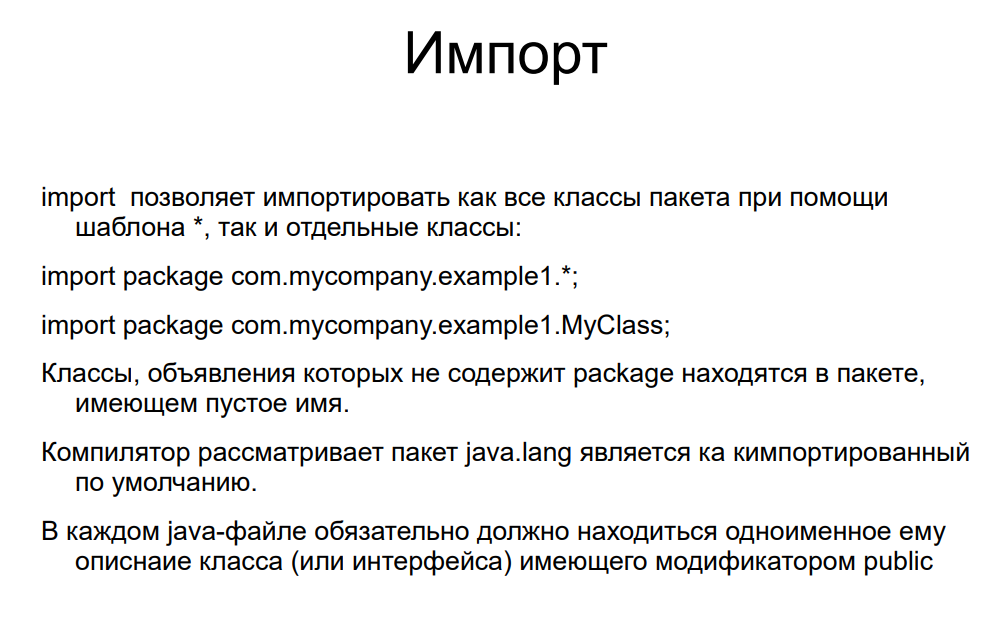 Импорт
import  позволяет импортировать как все классы пакета при помощи
шаблона *, так и отдельные классы:
import package com.mycompany.example1.*;
import package com.mycompany.example1.MyClass;
Классы, объявления которых не содержит package находятся в пакете,
имеющем пустое имя.
Компилятор рассматривает пакет java.lang является ка кимпортированный
по умолчанию.
В каждом java-файле обязательно должно находиться одноименное ему
описнаие класса (или интерфейса) имеющего модификатором public